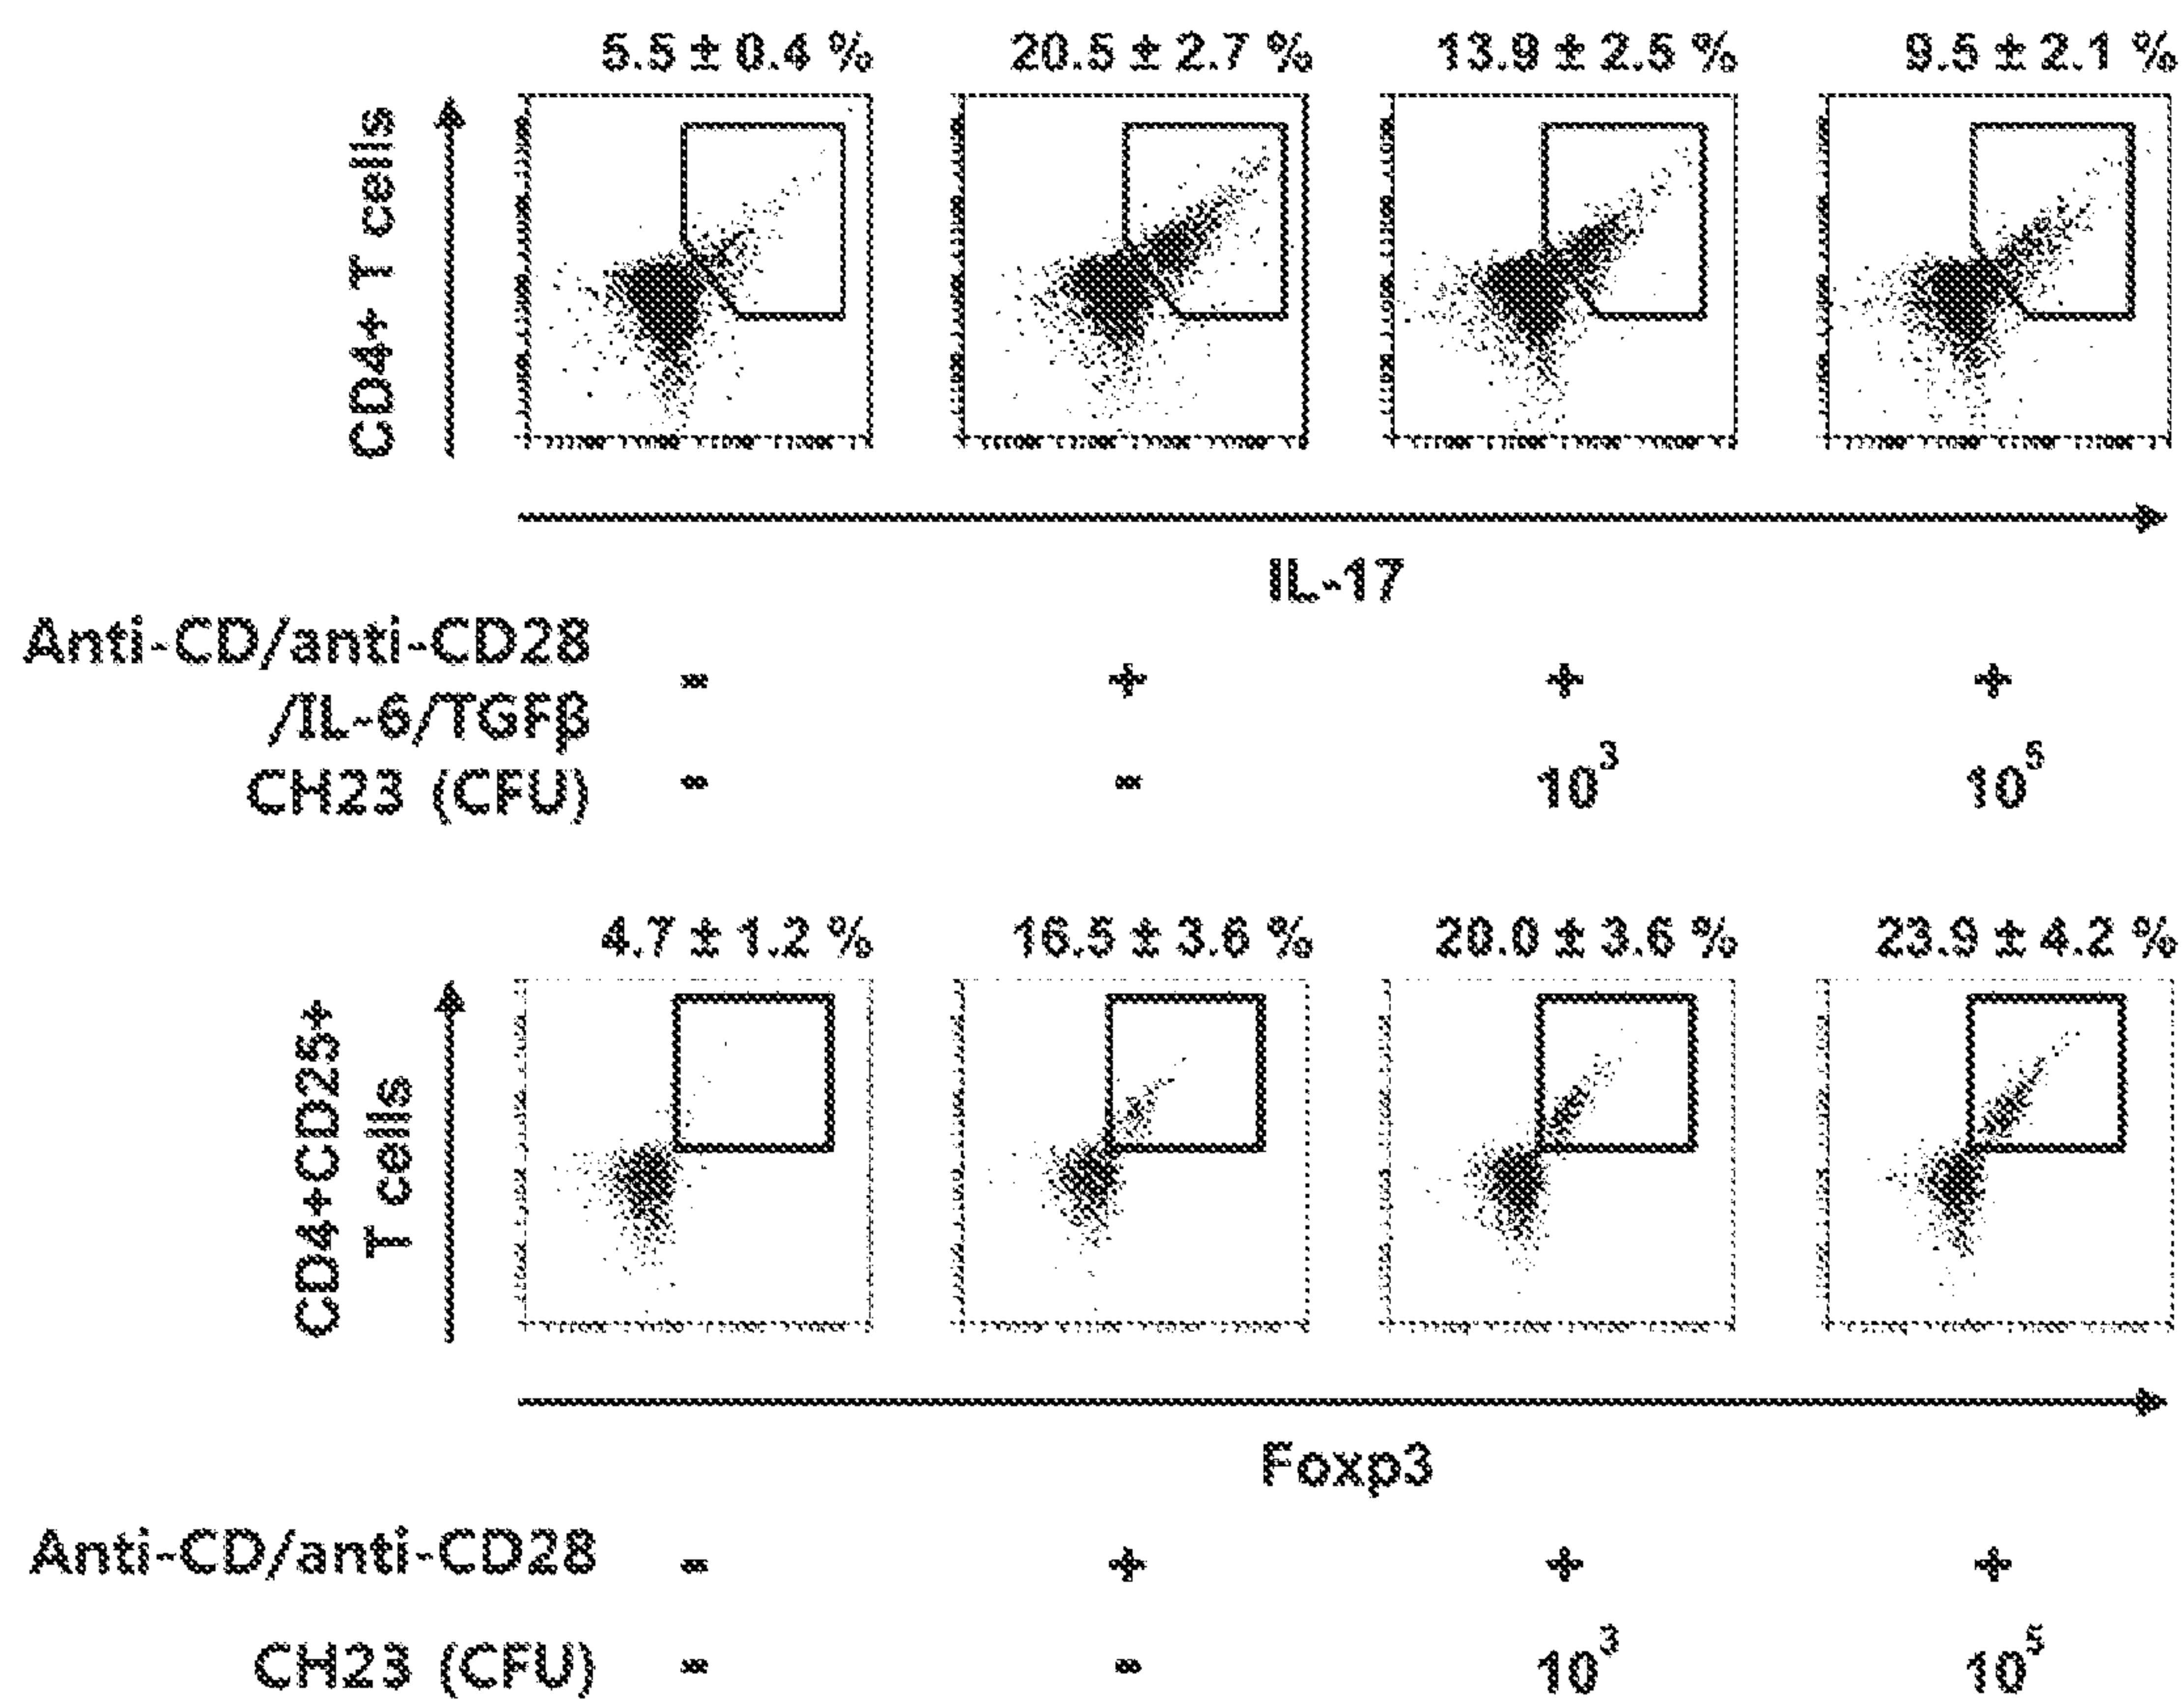 5.5 ± 0.4 % 20.5 ± 2.7 % 13.9 ± 2.5 % 9.5 ± 2.1 %
CD4+ T cells
IL-17
Anti-CD/anti-CD28
/IL-6/TGFβ - + + +
CH23 (CFU) - - 10³ 10⁵
4.7 ± 1.2 % 16.5 ± 3.6 % 20.0 ± 3.6 % 23.9 ± 4.2 %
CD4+CD25+
T cells
Foxp3
Anti-CD/anti-CD28 - + + +
CH23 (CFU) - - 10³ 10⁵